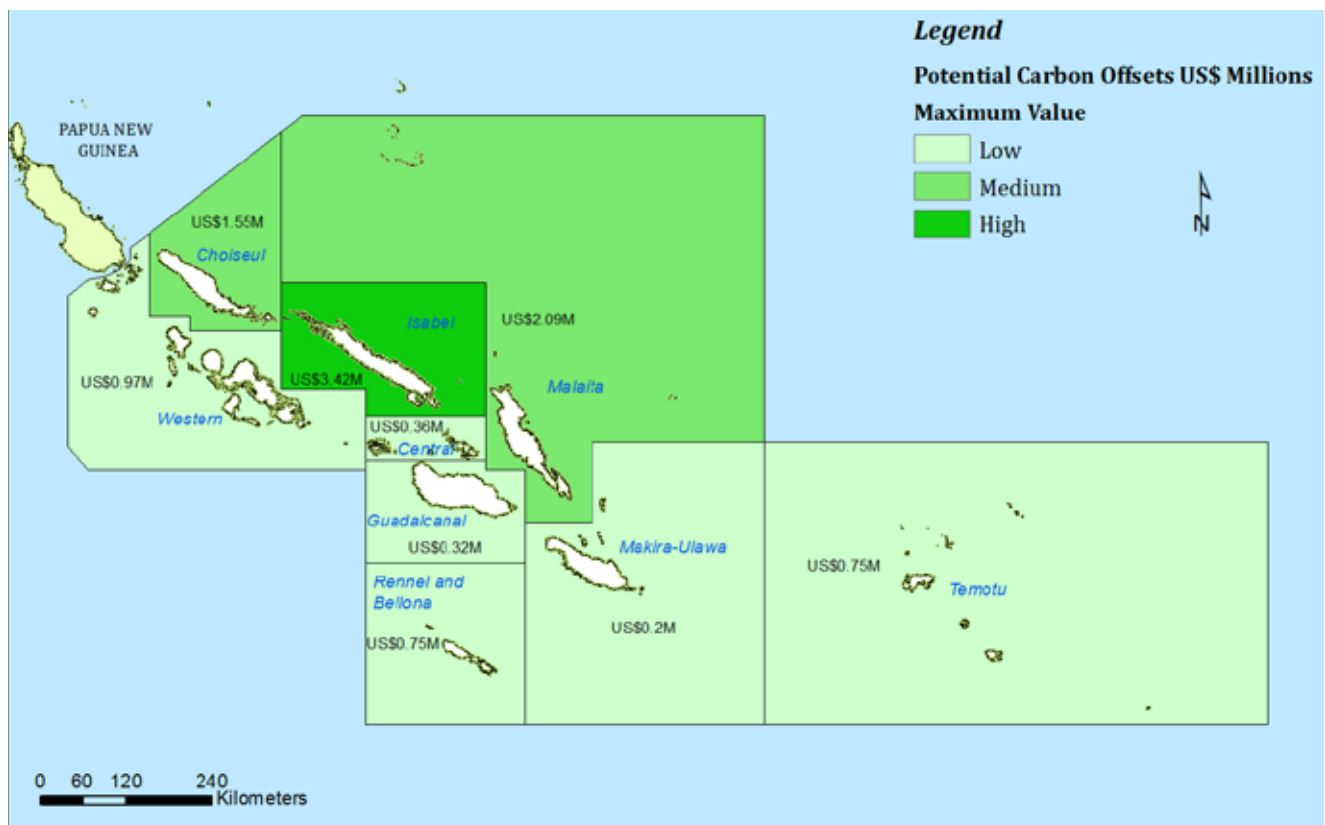 Legend
Potential Carbon Offsets US$ Millions
Maximum Value
Low
Medium
High
N
PAPUA NEW
GUINEA
US$1.55M
Choiseul
Isabel
US$3.42M
US$2.09M
Malaita
US$0.97M
Western
US$0.36M
Central
Guadalcanal
US$0.32M
Makira-Ulawa
US$0.2M
US$0.75M
Temotu
Rennel and
Bellona
US$0.75M
0 60 120 240
Kilometers